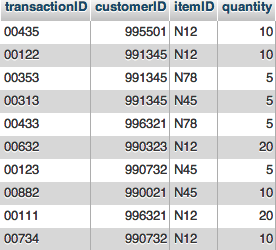 transactionID customerID itemID quantity
00435 995501 N12 10
00122 991345 N12 10
00353 991345 N78 5
00313 991345 N45 5
00433 996321 N78 5
00632 990323 N12 20
00123 990732 N45 5
00882 990021 N45 10
00111 996321 N12 20
00734 990732 N12 10